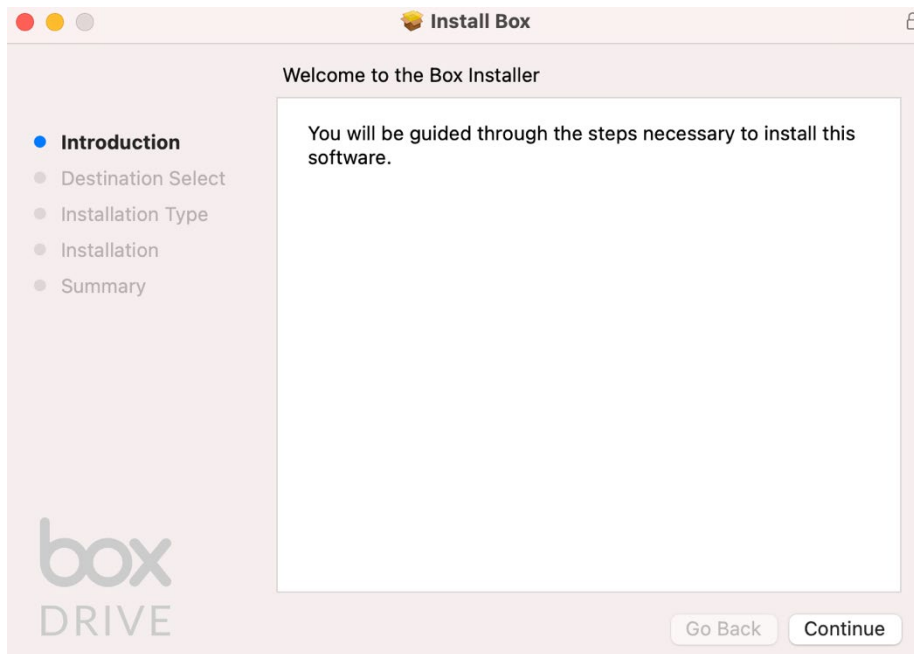 Install Box
Welcome to the Box Installer
Introduction
Destination Select
Installation Type
Installation
Summary
You will be guided through the steps necessary to install this
software.
box
DRIVE
Go Back
Continue